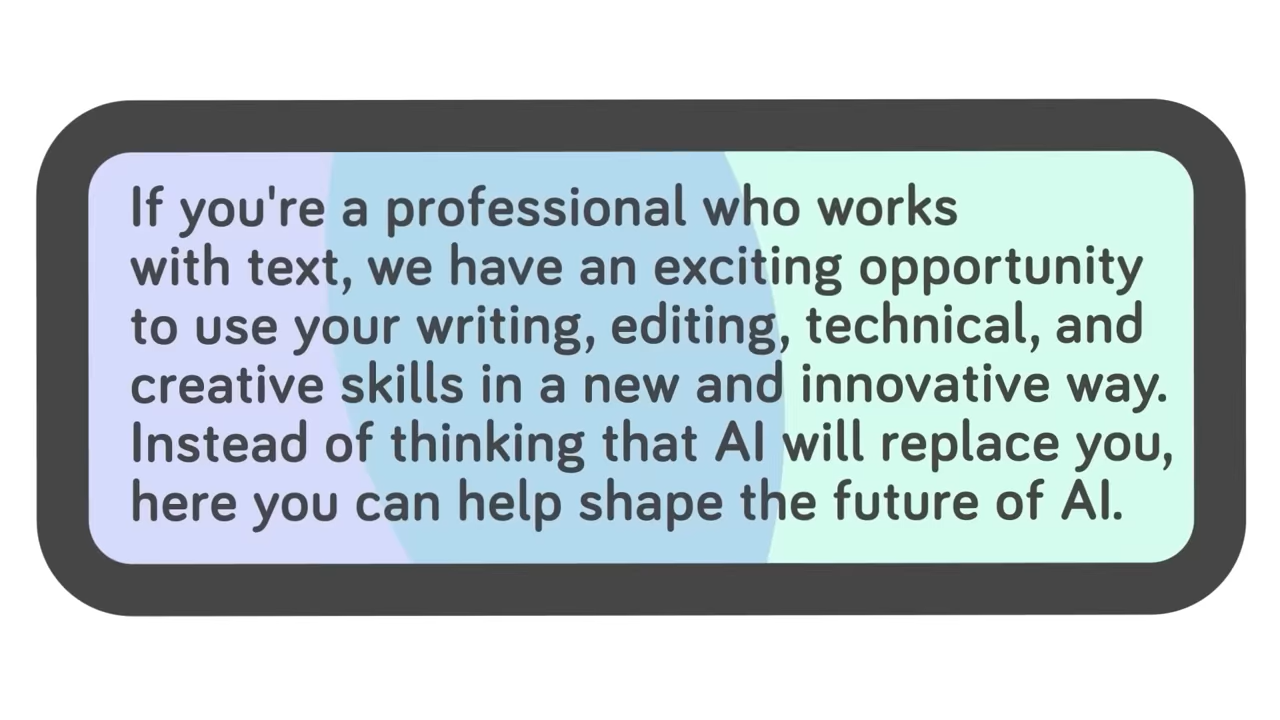 If you're a professional who works
with text, we have an exciting opportunity
to use your writing, editing, technical, and
creative skills in a new and innovative way.
Instead of thinking that AI will replace you,
here you can help shape the future of AI.